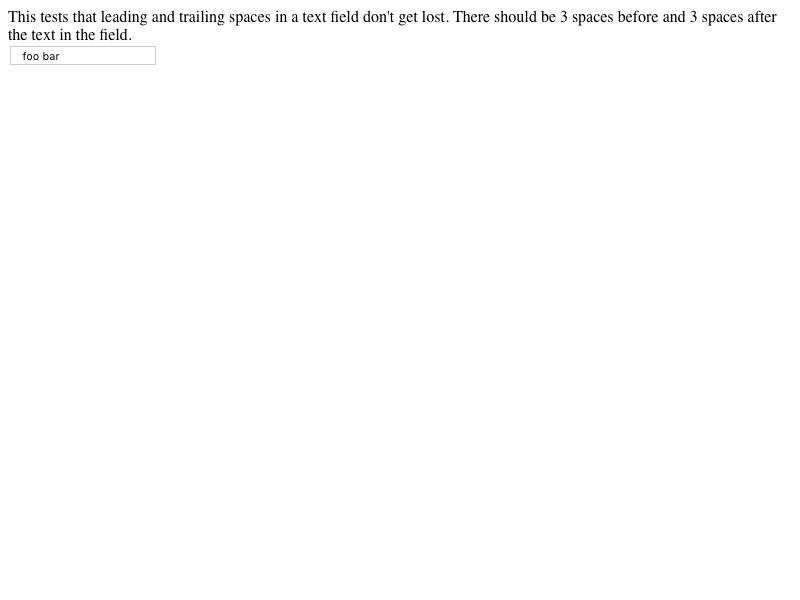 This tests that leading and trailing spaces in a text field don't get lost. There should be 3 spaces before and 3 spaces after
the text in the field.
   foo bar